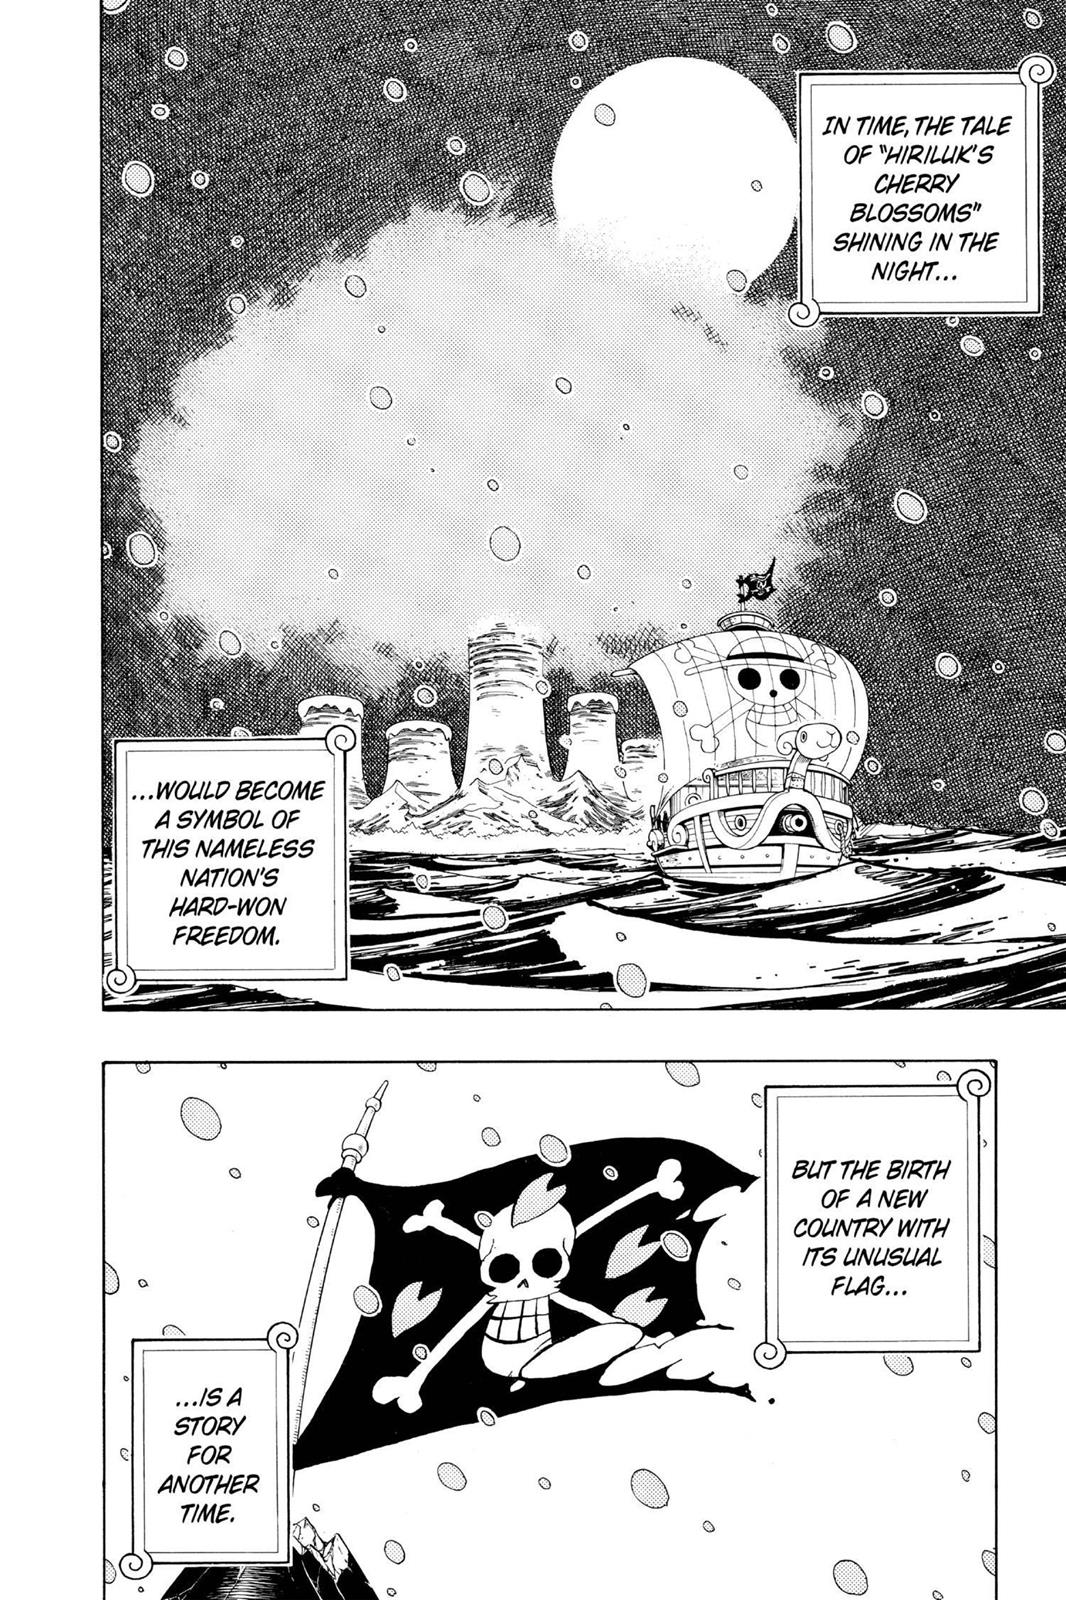 IN TIME, THE TALE
OF "HIRILUK'S
CHERRY
BLOSSOMS"
SHINING IN THE
NIGHT...
...WOULD BECOME
A SYMBOL OF
THIS NAMELESS
NATION'S
HARD-WON
FREEDOM.
BUT THE BIRTH
OF A NEW
COUNTRY WITH
ITS UNUSUAL
FLAG...
...IS A
STORY
FOR
ANOTHER
TIME.